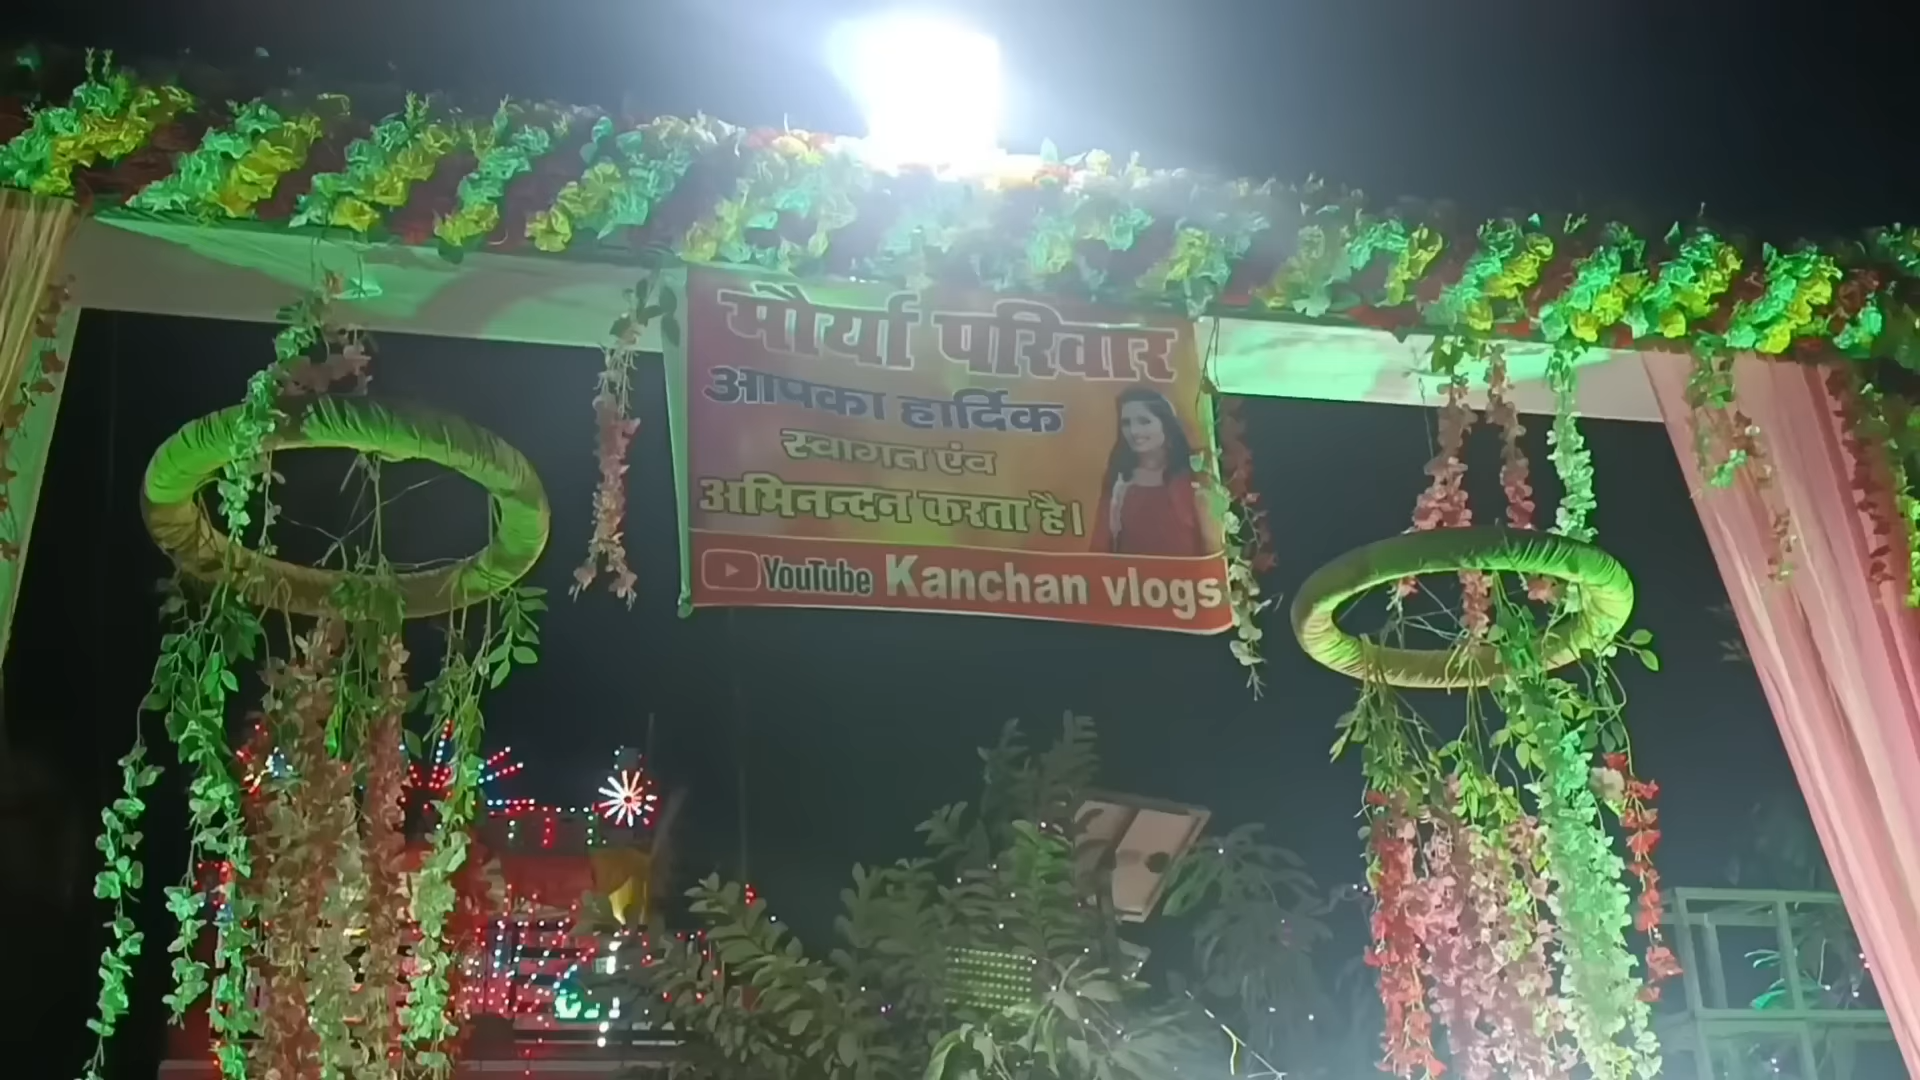 मौर्या परिवार
आपका हार्दिक
स्वागत एंव
अभिनन्दन करता है।
YouTube Kanchan vlogs